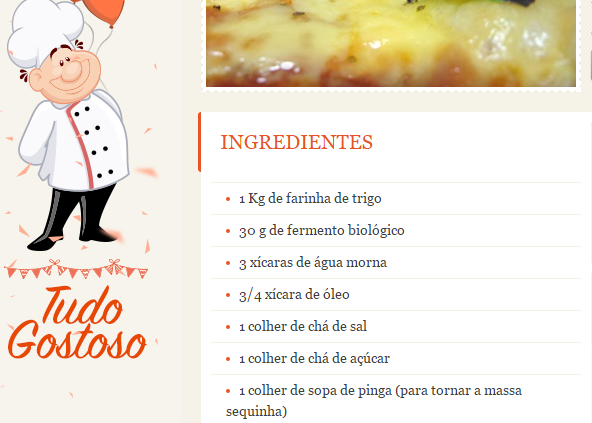 INGREDIENTES
1 Kg de farinha de trigo
30 g de fermento biológico
3 xícaras de água morna
3/4 xícara de óleo
1 colher de chá de sal
1 colher de chá de açúcar
1 colher de sopa de pinga (para tornar a massa
sequinha)
Tudo
Gostoso